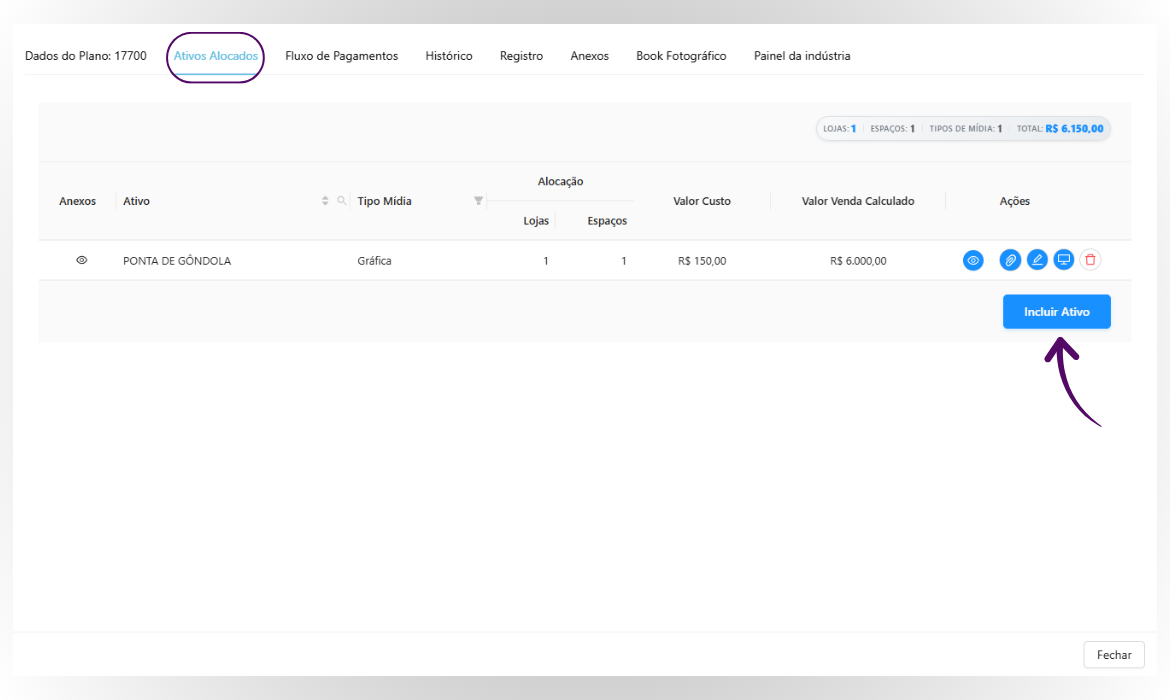 Dados do Plano: 17700 Ativos Alocados Fluxo de Pagamentos Histórico Registro Anexos Book Fotográfico Painel da indústria
LOJAS: 1 ESPAÇOS: 1 TIPOS DE MÍDIA: 1 TOTAL: R$ 6.150,00
Alocação
Anexos Ativo Tipo Mídia Valor Custo Valor Venda Calculado Ações
Lojas Espaços
PONTA DE GÔNDOLA Gráfica 1 1 R$ 150,00 R$ 6.000,00
Incluir Ativo
Fechar